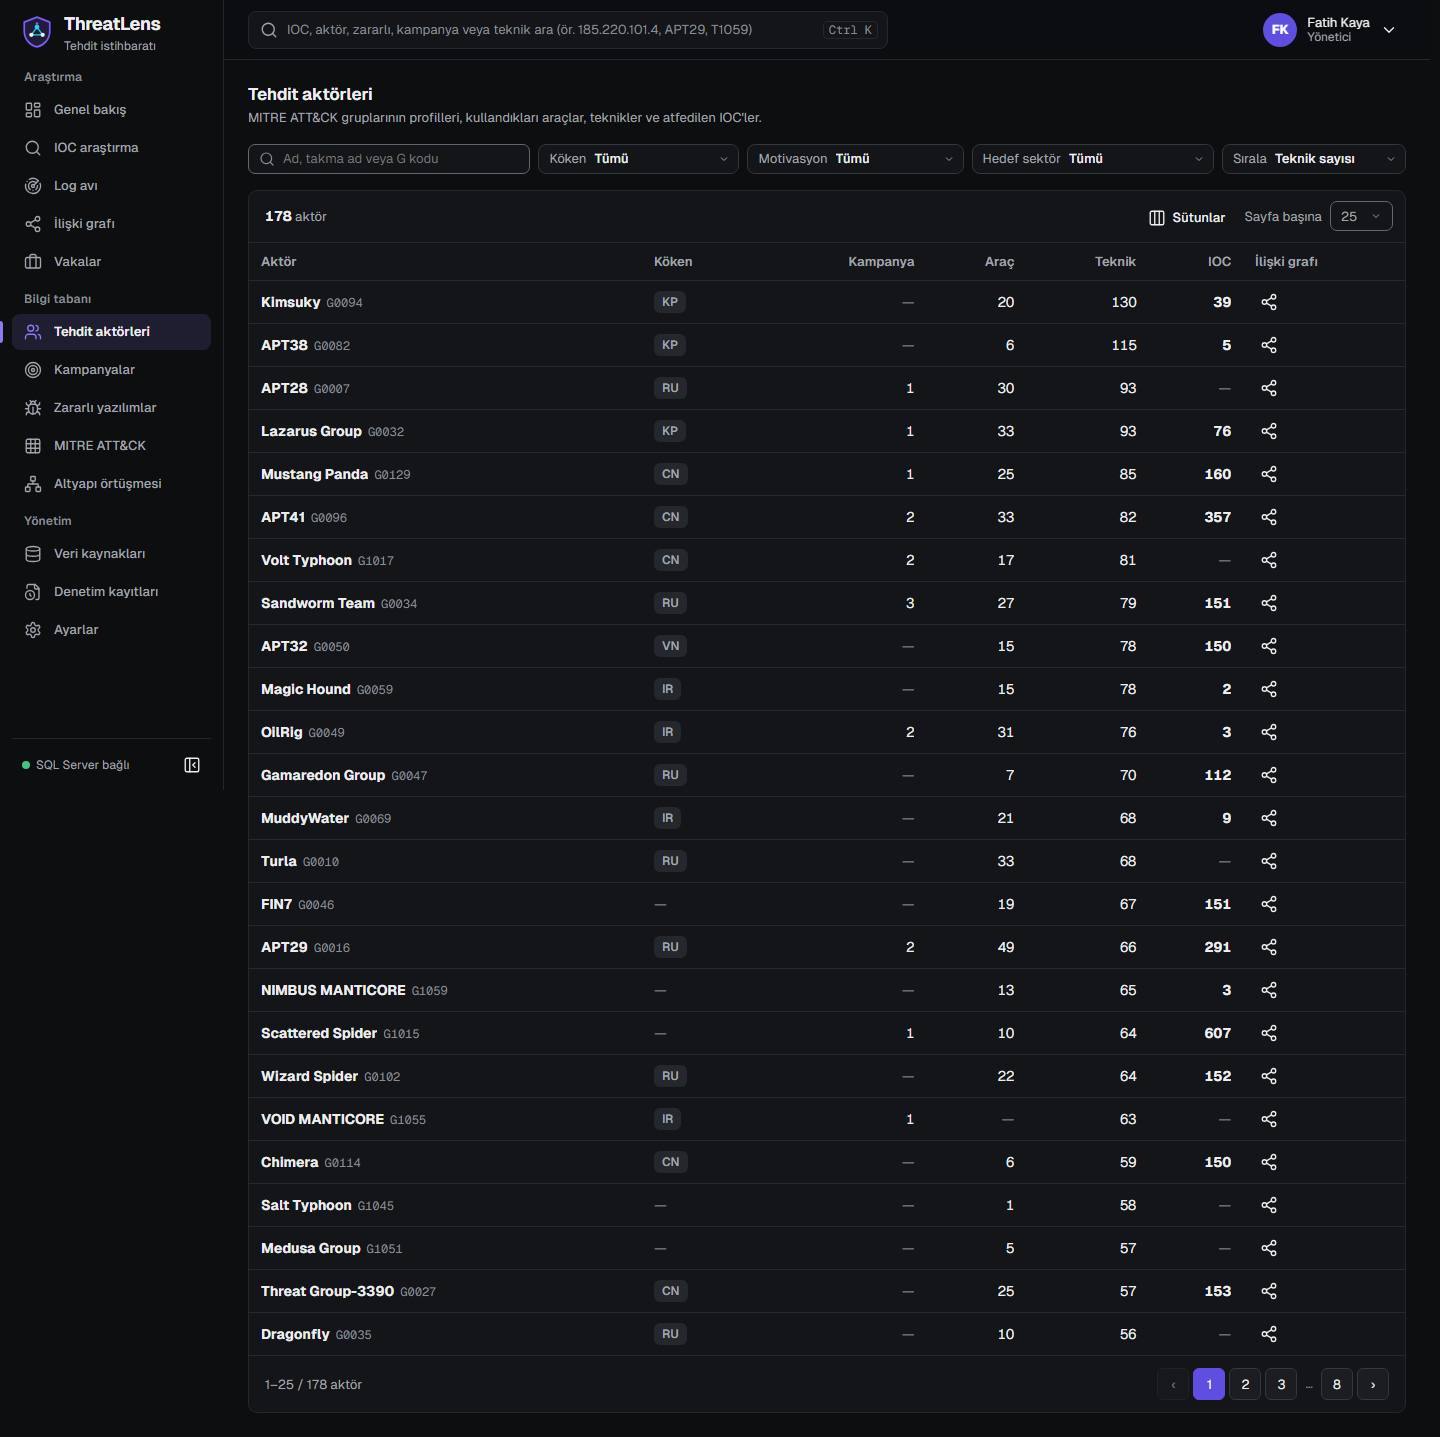 ThreatLens
Tehdit istihbaratı
Araştırma
Genel bakış
IOC araştırma
Log avı
İlişki grafı
Vakalar
Bilgi tabanı
Tehdit aktörleri
Kampanyalar
Zararlı yazılımlar
MITRE ATT&CK
Altyapı örtüşmesi
Yönetim
Veri kaynakları
Denetim kayıtları
Ayarlar
SQL Server bağlı
IOC, aktör, zararlı, kampanya veya teknik ara (ör. 185.220.101.4, APT29, T1059) Ctrl K
FK Fatih Kaya
Yönetici
Tehdit aktörleri
MITRE ATT&CK gruplarının profilleri, kullandıkları araçlar, teknikler ve atfedilen IOC'ler.
Ad, takma ad veya G kodu Köken Tümü Motivasyon Tümü Hedef sektör Tümü Sırala Teknik sayısı
178 aktör Sütunlar Sayfa başına 25
Aktör Köken Kampanya Araç Teknik IOC İlişki grafı
Kimsuky G0094 KP — 20 130 39
APT38 G0082 KP — 6 115 5
APT28 G0007 RU 1 30 93 —
Lazarus Group G0032 KP 1 33 93 76
Mustang Panda G0129 CN 1 25 85 160
APT41 G0096 CN 2 33 82 357
Volt Typhoon G1017 CN 2 17 81 —
Sandworm Team G0034 RU 3 27 79 151
APT32 G0050 VN — 15 78 150
Magic Hound G0059 IR — 15 78 2
OilRig G0049 IR 2 31 76 3
Gamaredon Group G0047 RU — 7 70 112
MuddyWater G0069 IR — 21 68 9
Turla G0010 RU — 33 68 —
FIN7 G0046 — — 19 67 151
APT29 G0016 RU 2 49 66 291
NIMBUS MANTICORE G1059 — — 13 65 3
Scattered Spider G1015 — 1 10 64 607
Wizard Spider G0102 RU — 22 64 152
VOID MANTICORE G1055 IR 1 — 63 —
Chimera G0114 CN — 6 59 150
Salt Typhoon G1045 — — 1 58 —
Medusa Group G1051 — — 5 57 —
Threat Group-3390 G0027 CN — 25 57 153
Dragonfly G0035 RU — 10 56 —
1–25 / 178 aktör ‹ 1 2 3 … 8 ›